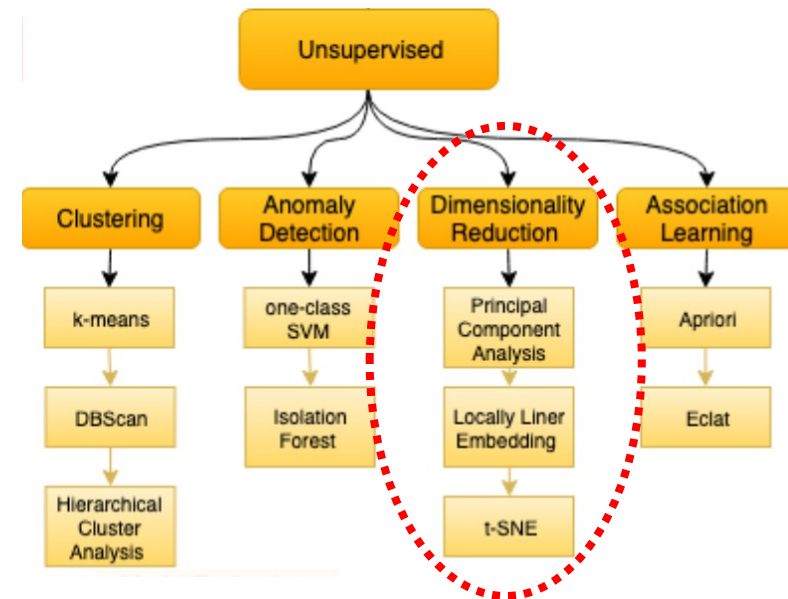 Unsupervised
Clustering
Anomaly
Detection
Dimensionality
Reduction
Association
Learning
k-means
one-class
SVM
Principal
Component
Analysis
Apriori
DBScan
Isolation
Forest
Locally Liner
Embedding
Eclat
Hierarchical
Cluster
Analysis
t-SNE